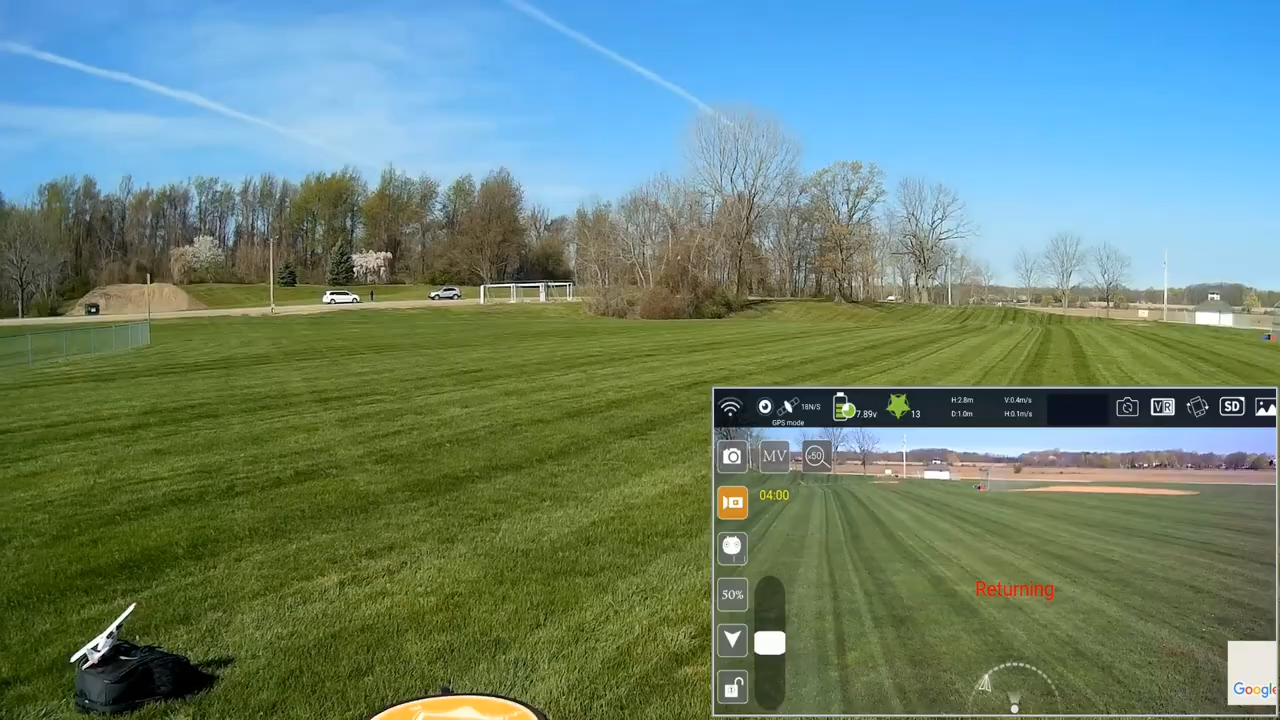 18N/S
GPS mode
7.89v
13
H:2.8m
V:0.4m/s
D:1.0m
H:0.1m/s
VR
SD
MV
×50
04:00
50%
Returning
Google